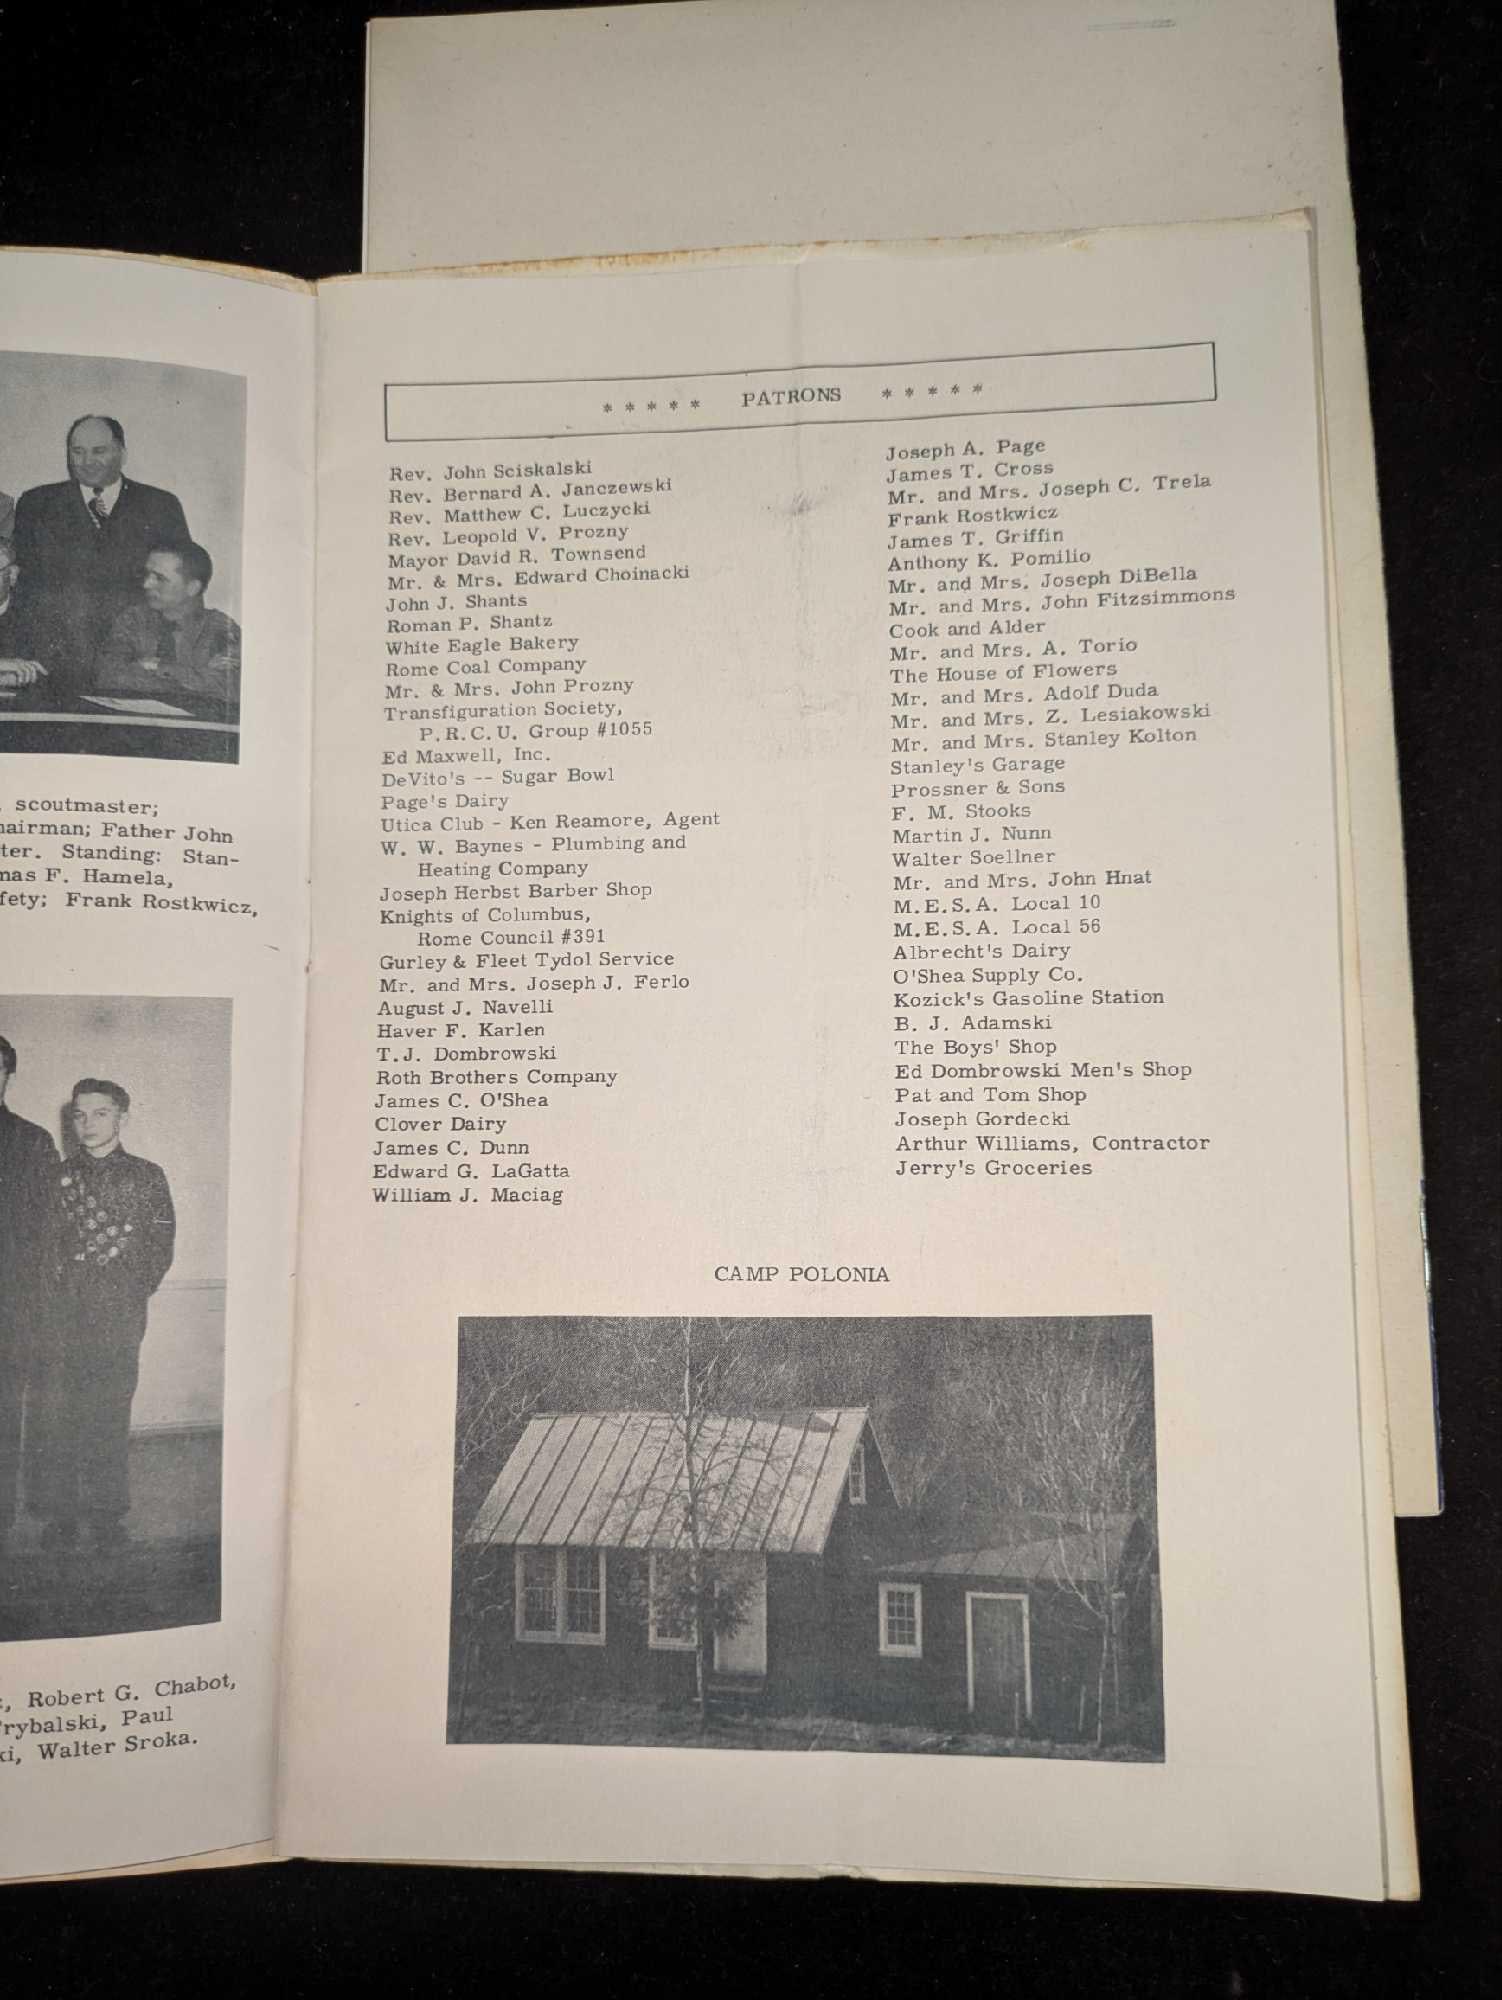 , scoutmaster;
hairman; Father John
ter. Standing: Stan-
mas F. Hamela,
fety; Frank Rostkwicz,
, Robert G. Chabot,
rybalski, Paul
ki, Walter Sroka.
* * * * * PATRONS * * * * *
Rev. John Sciskalski
Rev. Bernard A. Janczewski
Rev. Matthew C. Luczycki
Rev. Leopold V. Prozny
Mayor David R. Townsend
Mr. & Mrs. Edward Choinacki
John J. Shants
Roman P. Shantz
White Eagle Bakery
Rome Coal Company
Mr. & Mrs. John Prozny
Transfiguration Society,
P.R.C.U. Group #1055
Ed Maxwell, Inc.
DeVito's -- Sugar Bowl
Page's Dairy
Utica Club - Ken Reamore, Agent
W. W. Baynes - Plumbing and
Heating Company
Joseph Herbst Barber Shop
Knights of Columbus,
Rome Council #391
Gurley & Fleet Tydol Service
Mr. and Mrs. Joseph J. Ferlo
August J. Navelli
Haver F. Karlen
T.J. Dombrowski
Roth Brothers Company
James C. O'Shea
Clover Dairy
James C. Dunn
Edward G. LaGatta
William J. Maciag
Joseph A. Page
James T. Cross
Mr. and Mrs. Joseph C. Trela
Frank Rostkwicz
James T. Griffin
Anthony K. Pomilio
Mr. and Mrs. Joseph DiBella
Mr. and Mrs. John Fitzsimmons
Cook and Alder
Mr. and Mrs. A. Torio
The House of Flowers
Mr. and Mrs. Adolf Duda
Mr. and Mrs. Z. Lesiakowski
Mr. and Mrs. Stanley Kolton
Stanley's Garage
Prossner & Sons
F. M. Stooks
Martin J. Nunn
Walter Soellner
Mr. and Mrs. John Hnat
M.E.S.A. Local 10
M.E.S.A. Local 56
Albrecht's Dairy
O'Shea Supply Co.
Kozick's Gasoline Station
B. J. Adamski
The Boys' Shop
Ed Dombrowski Men's Shop
Pat and Tom Shop
Joseph Gordecki
Arthur Williams, Contractor
Jerry's Groceries
CAMP POLONIA